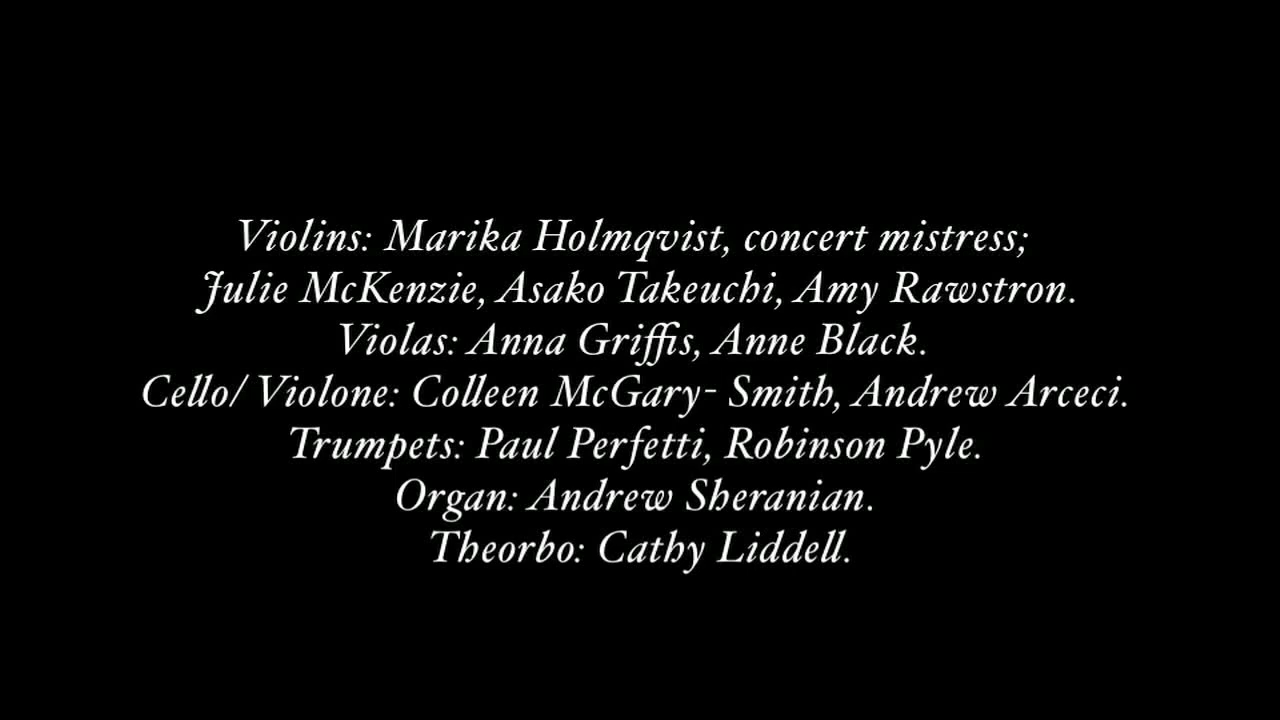 Violins: Marika Holmqvist, concert mistress;
Julie McKenzie, Asako Takeuchi, Amy Rawstron.
Violas: Anna Griffis, Anne Black.
Cello/ Violone: Colleen McGary- Smith, Andrew Arceci.
Trumpets: Paul Perfetti, Robinson Pyle.
Organ: Andrew Sheranian.
Theorbo: Cathy Liddell.